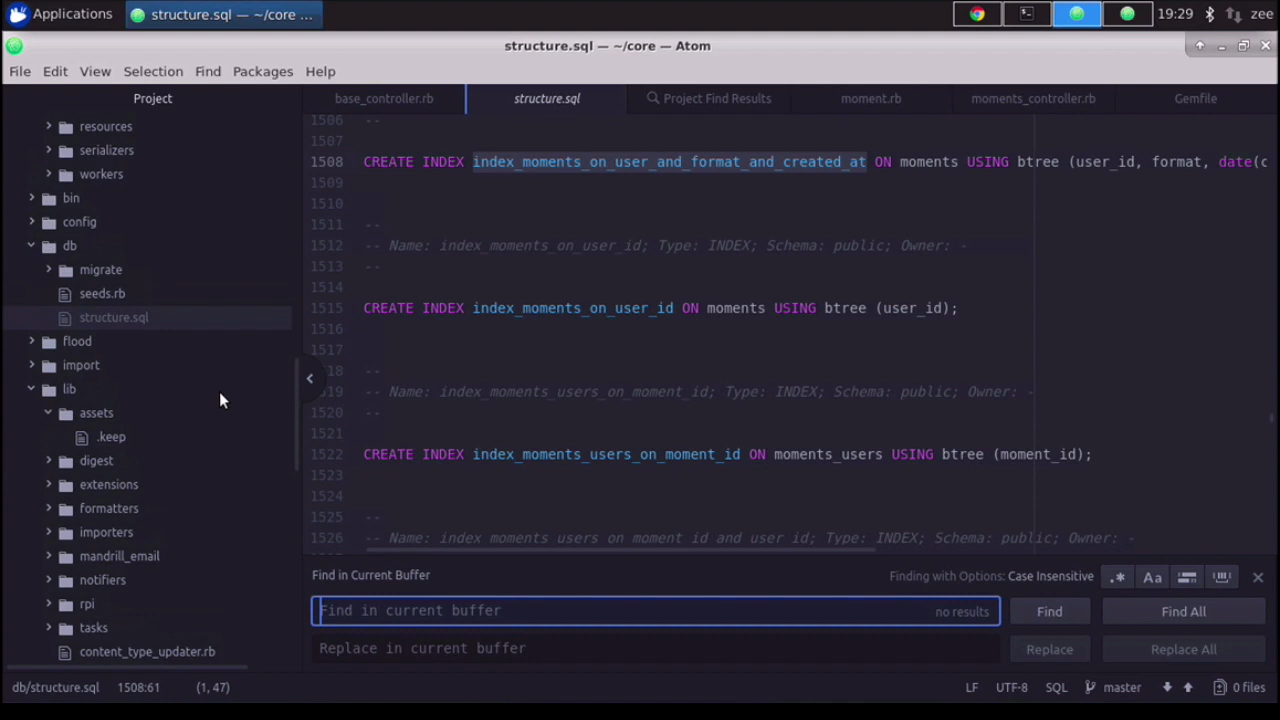 Applications structure.sql — ~/core ... 19:29 zee
structure.sql — ~/core — Atom
File Edit View Selection Find Packages Help
Project
base_controller.rb structure.sql Project Find Results moment.rb moments_controller.rb Gemfile
resources
serializers
workers
bin
config
db
migrate
seeds.rb
structure.sql
flood
import
lib
assets
.keep
digest
extensions
formatters
importers
mandrill_email
notifiers
rpi
tasks
content_type_updater.rb
1506 --
1507
1508 CREATE INDEX index_moments_on_user_and_format_and_created_at ON moments USING btree (user_id, format, date(c
1509
1510
1511 --
1512 -- Name: index_moments_on_user_id; Type: INDEX; Schema: public; Owner: -
1513 --
1514
1515 CREATE INDEX index_moments_on_user_id ON moments USING btree (user_id);
1516
1517
1518 --
1519 -- Name: index_moments_users_on_moment_id; Type: INDEX; Schema: public; Owner: -
1520 --
1521
1522 CREATE INDEX index_moments_users_on_moment_id ON moments_users USING btree (moment_id);
1523
1524
1525 --
1526 -- Name: index_moments_users_on_moment_id_and_user_id; Type: INDEX; Schema: public; Owner: -
Find in Current Buffer Finding with Options: Case Insensitive .* Aa
Find in current buffer no results Find Find All
Replace in current buffer Replace Replace All
db/structure.sql 1508:61 (1, 47) LF UTF-8 SQL master 0 files